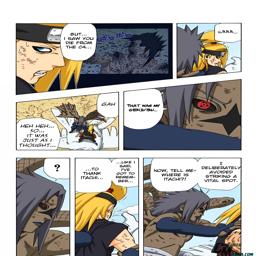 BUT...
I SAW YOU
DIE FROM
THE C4...
GAH
THAT WAS MY
GENJUTSU...
HEH HEH...
SO...
IT WAS
JUST AS I
THOUGHT...
?
...LIKE I
SAID,
I'VE GOT
TO
REMEMBER...
...TO
THANK
ITACHI...
I
DELIBERATELY
AVOIDED
STRIKING A
VITAL SPOT.
NOW, TELL ME-
WHERE IS
ITACHI?!